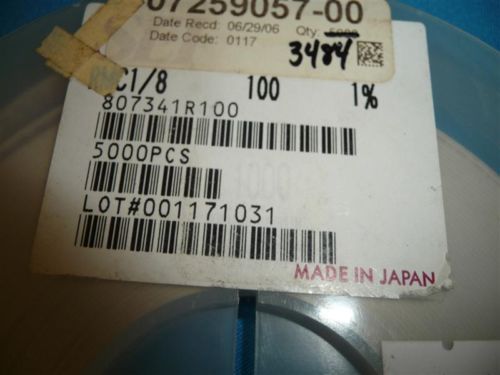 07259057-00
Date Recd: 06/29/06 Qty: 5000
Date Code: 0117
3484
C1/8 100 1%
807341R100
5000PCS
LOT#001171031
MADE IN JAPAN